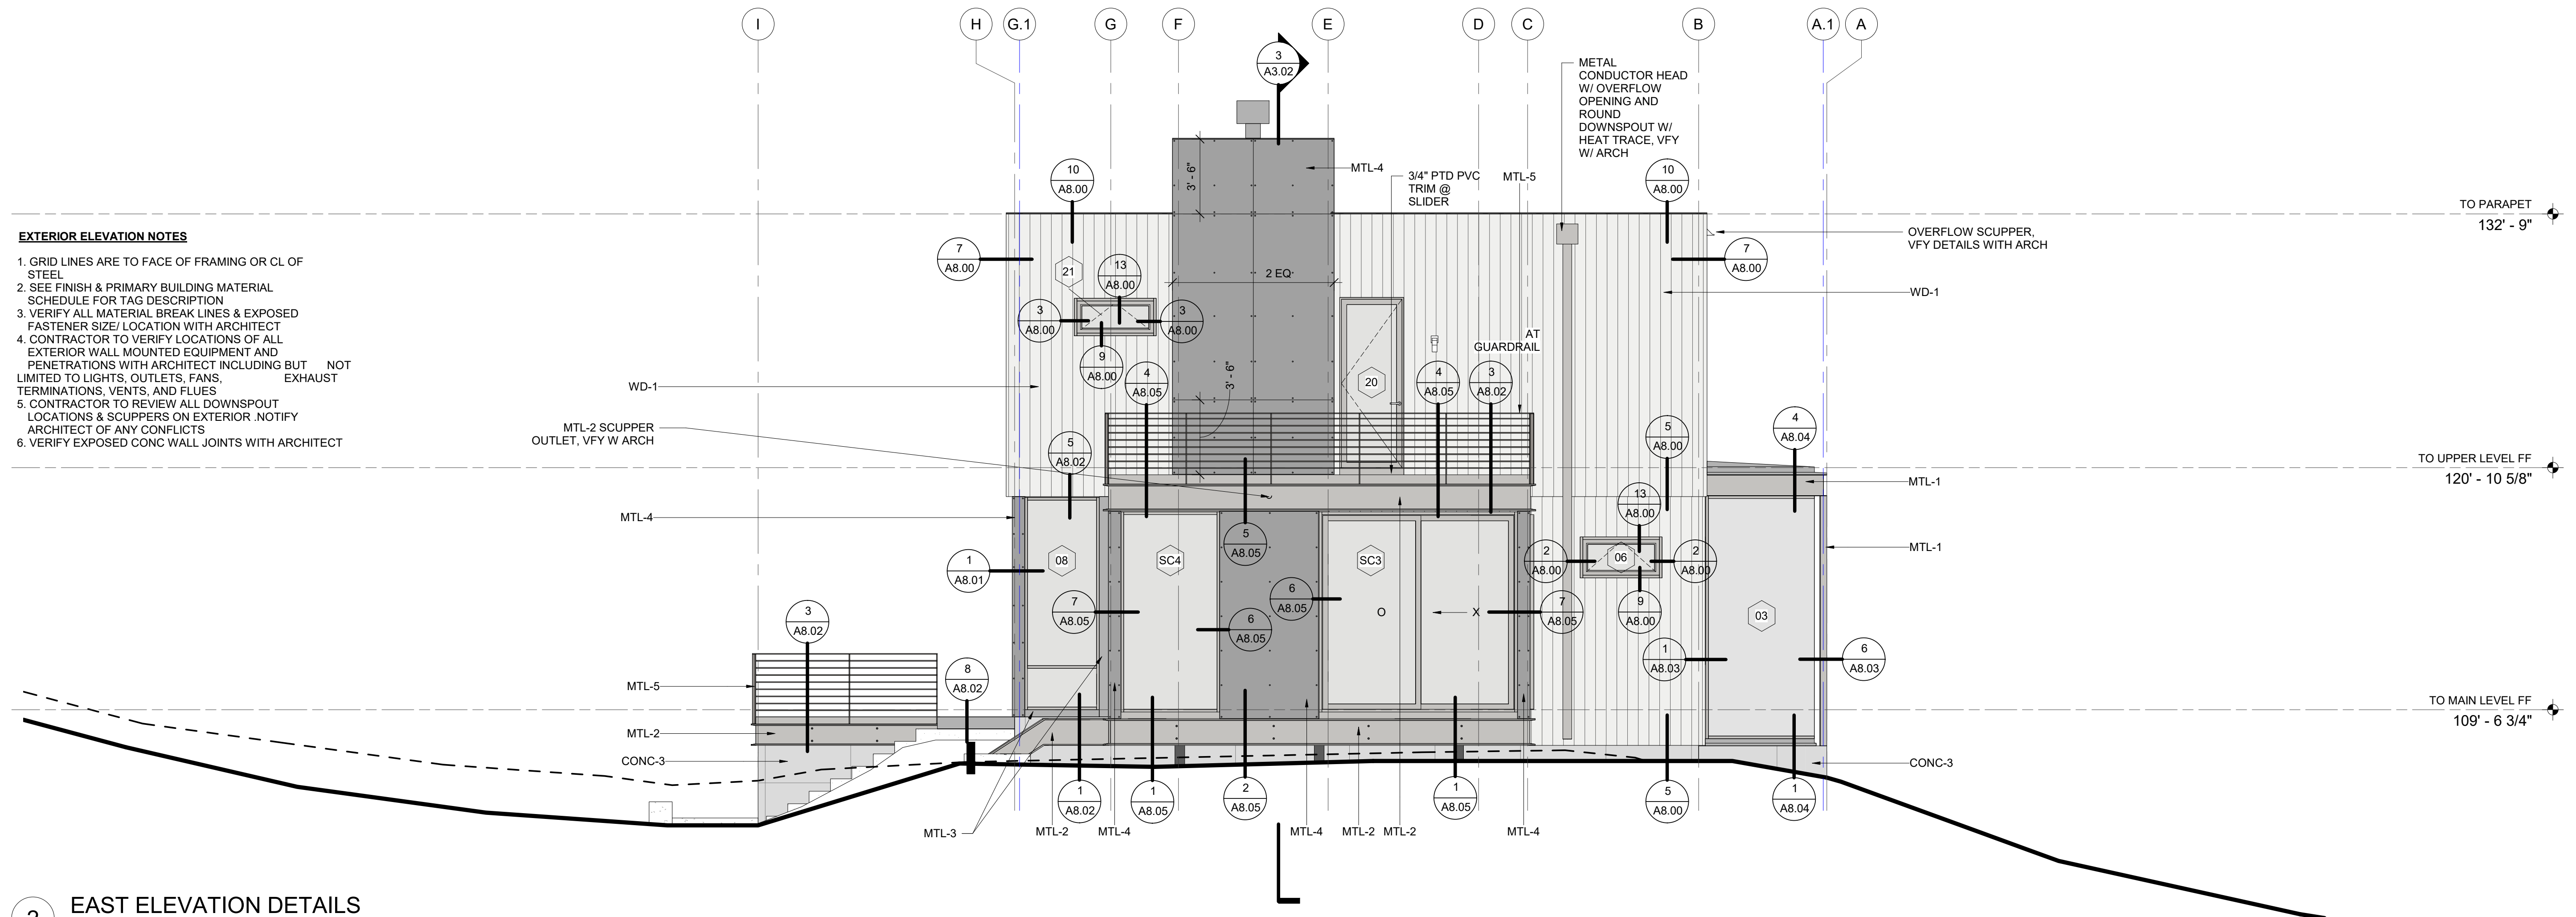 I
H
G.1
G
F
E
D
C
B
A.1
A
3
A3.02
METAL
CONDUCTOR HEAD
W/ OVERFLOW
OPENING AND
ROUND
DOWNSPOUT W/
HEAT TRACE, VFY
W/ ARCH
10
A8.00
3' - 6"
MTL-4
3/4" PTD PVC
TRIM @
SLIDER
MTL-5
10
A8.00
TO PARAPET
132' - 9"
EXTERIOR ELEVATION NOTES
1. GRID LINES ARE TO FACE OF FRAMING OR CL OF
STEEL
2. SEE FINISH & PRIMARY BUILDING MATERIAL
SCHEDULE FOR TAG DESCRIPTION
3. VERIFY ALL MATERIAL BREAK LINES & EXPOSED
FASTENER SIZE/ LOCATION WITH ARCHITECT
4. CONTRACTOR TO VERIFY LOCATIONS OF ALL
EXTERIOR WALL MOUNTED EQUIPMENT AND
PENETRATIONS WITH ARCHITECT INCLUDING BUT NOT
LIMITED TO LIGHTS, OUTLETS, FANS, EXHAUST
TERMINATIONS, VENTS, AND FLUES
5. CONTRACTOR TO REVIEW ALL DOWNSPOUT
LOCATIONS & SCUPPERS ON EXTERIOR .NOTIFY
ARCHITECT OF ANY CONFLICTS
6. VERIFY EXPOSED CONC WALL JOINTS WITH ARCHITECT
OVERFLOW SCUPPER,
VFY DETAILS WITH ARCH
7
A8.00
21
13
A8.00
2 EQ
7
A8.00
WD-1
3
A8.00
3
A8.00
9
A8.00
AT
GUARDRAIL
WD-1
4
A8.05
3' - 6"
20
4
A8.05
3
A8.02
MTL-2 SCUPPER
OUTLET, VFY W ARCH
5
A8.02
5
A8.00
4
A8.04
TO UPPER LEVEL FF
120' - 10 5/8"
MTL-1
MTL-4
13
A8.00
5
A8.05
MTL-1
1
A8.01
08
SC4
SC3
2
A8.00
06
2
A8.00
7
A8.05
6
A8.05
6
A8.05
O
X
7
A8.05
9
A8.00
03
3
A8.02
1
A8.03
6
A8.03
8
A8.02
MTL-5
TO MAIN LEVEL FF
109' - 6 3/4"
MTL-2
CONC-3
CONC-3
1
A8.02
1
A8.05
2
A8.05
1
A8.05
5
A8.00
1
A8.04
MTL-3
MTL-2
MTL-4
MTL-4
MTL-2
MTL-2
MTL-4
EAST ELEVATION DETAILS